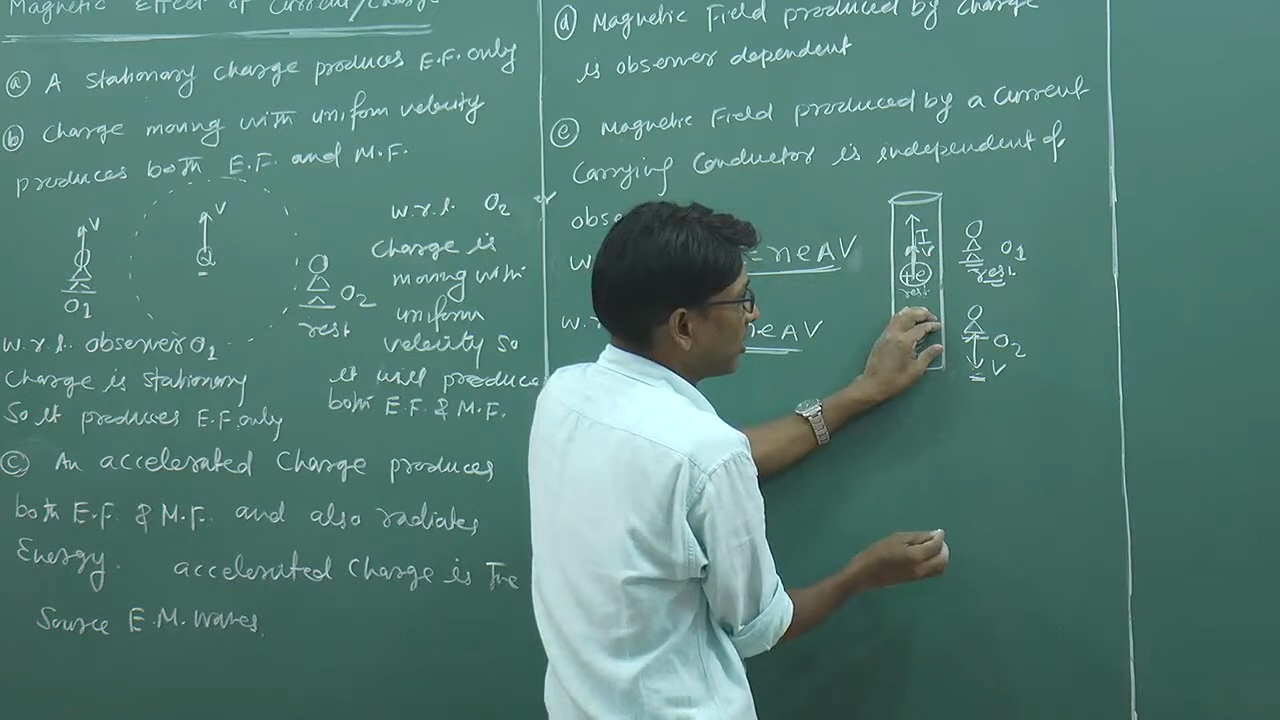 Magnetic Effect of Current/Charge
(a) A stationary charge produces E.F. only
(b) Charge moving with uniform velocity
produces both E.F. and M.F.
V
O1
V
Q
O2
rest
w.r.t. O2
charge is
moving with
uniform
velocity so
it will produce
both E.F. & M.F.
w.r.t. observer O1
Charge is stationary
So it produces E.F. only
(c) An accelerated Charge produces
both E.F. & M.F. and also radiates
Energy. accelerated Charge is The
Source E.M. waves.
(d) Magnetic Field produced by charge
is observer dependent
(e) Magnetic Field produced by a Current
Carrying Conductor is independent of
obs
w
= neAV
w.r
neAV
I
V
+e
rest
O1
rest
O2
V